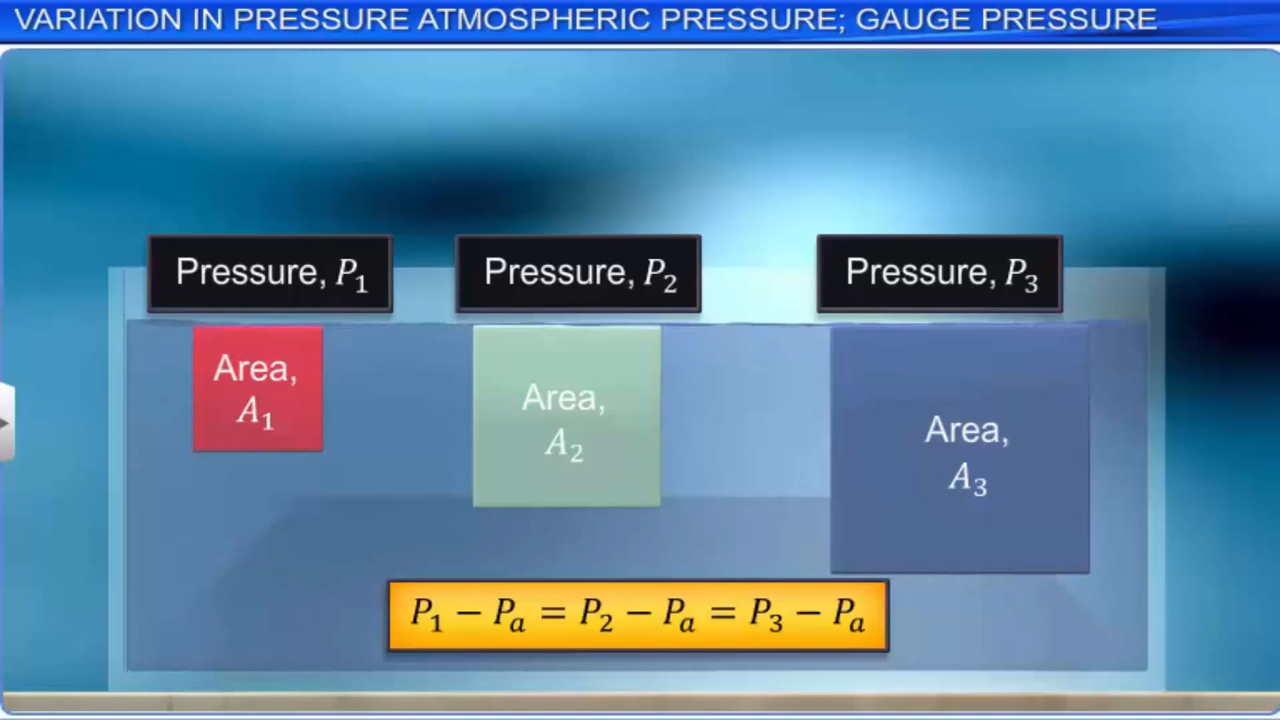 VARIATION IN PRESSURE ATMOSPHERIC PRESSURE; GAUGE PRESSURE
Pressure, P₁
Pressure, P₂
Pressure, P₃
Area,
A₁
Area,
A₂
Area,
A₃
P₁ − Pₐ = P₂ − Pₐ = P₃ − Pₐ